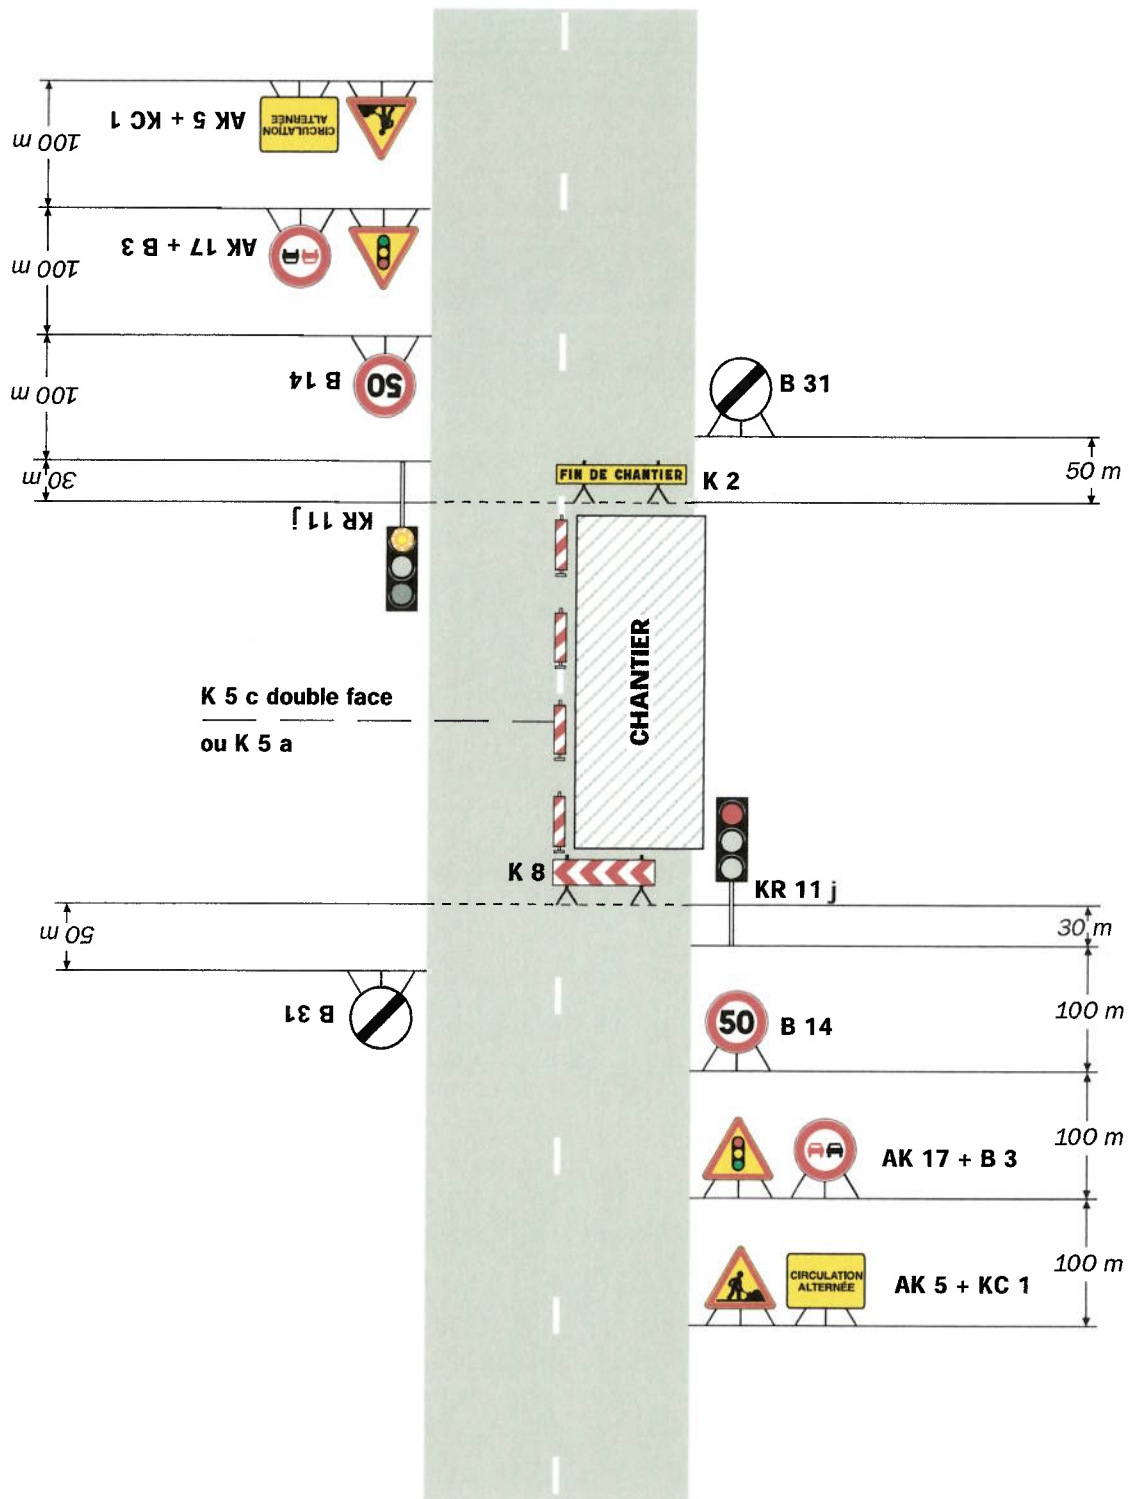 AK 5 + KC 1
CIRCULATION
ALTERNÉE
100 m
AK 17 + B 3
100 m
B 14
50
100 m
B 31
50 m
30 m
FIN DE CHANTIER
K 2
KR 11 j
CHANTIER
K 5 c double face
ou K 5 a
K 8
KR 11 j
50 m
30 m
B 31
50
B 14
100 m
AK 17 + B 3
100 m
CIRCULATION
ALTERNÉE
AK 5 + KC 1
100 m